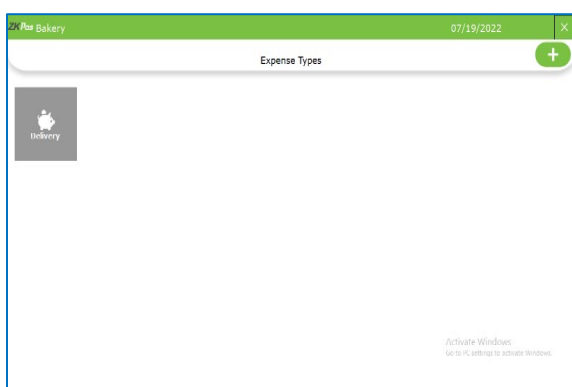 ZKPos Bakery 07/19/2022 X
Expense Types +
Delivery
Activate Windows
Go to PC settings to activate Windows.